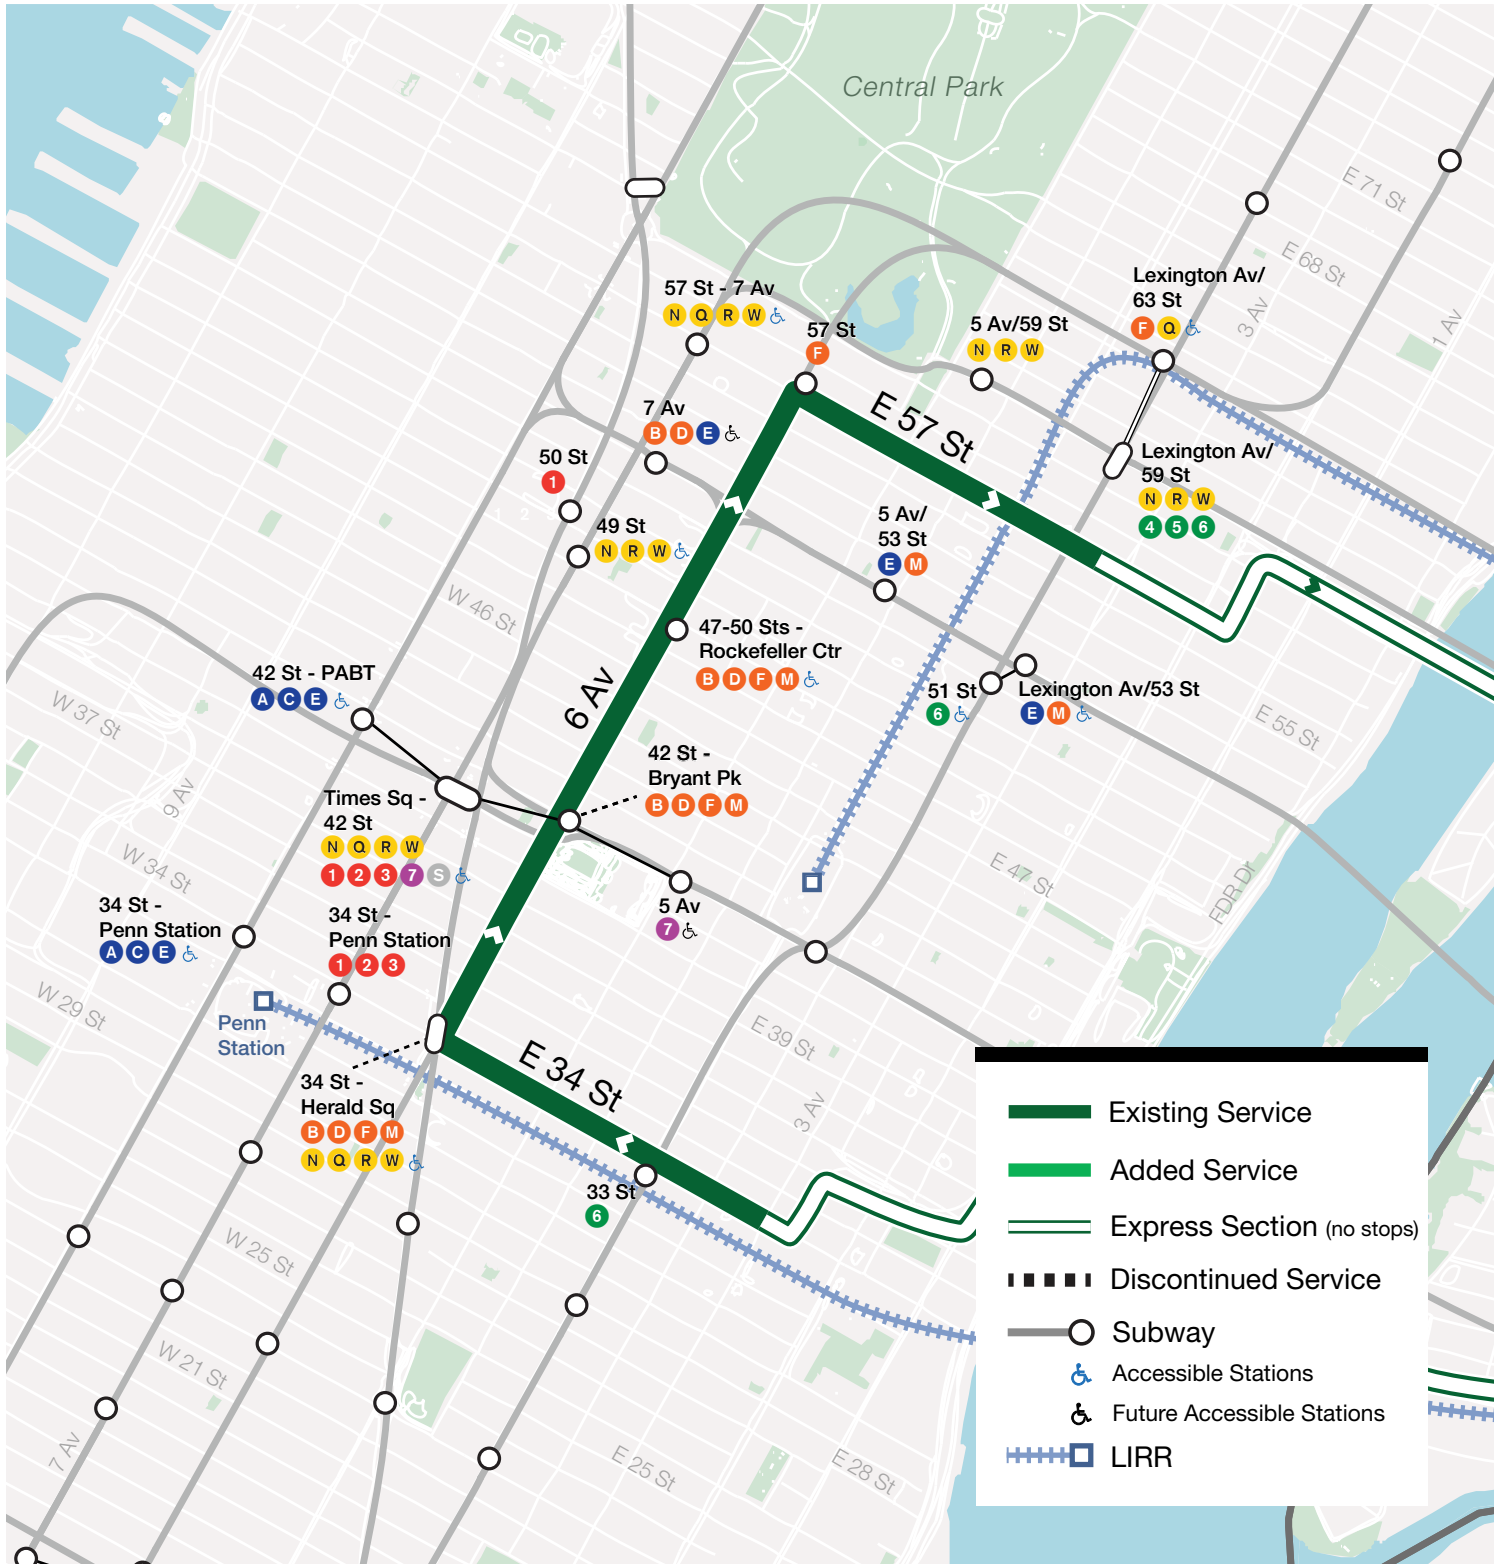 Central Park
E 71 St
E 68 St
3 Av
1 Av
Lexington Av/
63 St
F Q
57 St - 7 Av
N Q R W
57 St
F
5 Av/59 St
N R W
E 57 St
7 Av
B D E
50 St
1
2
49 St
N R W
Lexington Av/
59 St
N R W
4 5 6
5 Av/
53 St
E M
W 46 St
47-50 Sts -
Rockefeller Ctr
B D F M
6 Av
42 St - PABT
A C E
51 St
6
Lexington Av/53 St
E M
E 55 St
W 37 St
9 Av
42 St -
Bryant Pk
B D F M
Times Sq -
42 St
N Q R W
1 2 3 7 S
W 34 St
E 47 St
FDR Dr
34 St -
Penn Station
A C E
34 St -
Penn Station
1 2 3
5 Av
7
W 29 St
Penn
Station
E 39 St
E 34 St
3 Av
34 St -
Herald Sq
B D F M
N Q R W
33 St
6
W 25 St
W 21 St
7 Av
E 25 St
E 28 St
Existing Service
Added Service
Express Section (no stops)
Discontinued Service
Subway
Accessible Stations
Future Accessible Stations
LIRR